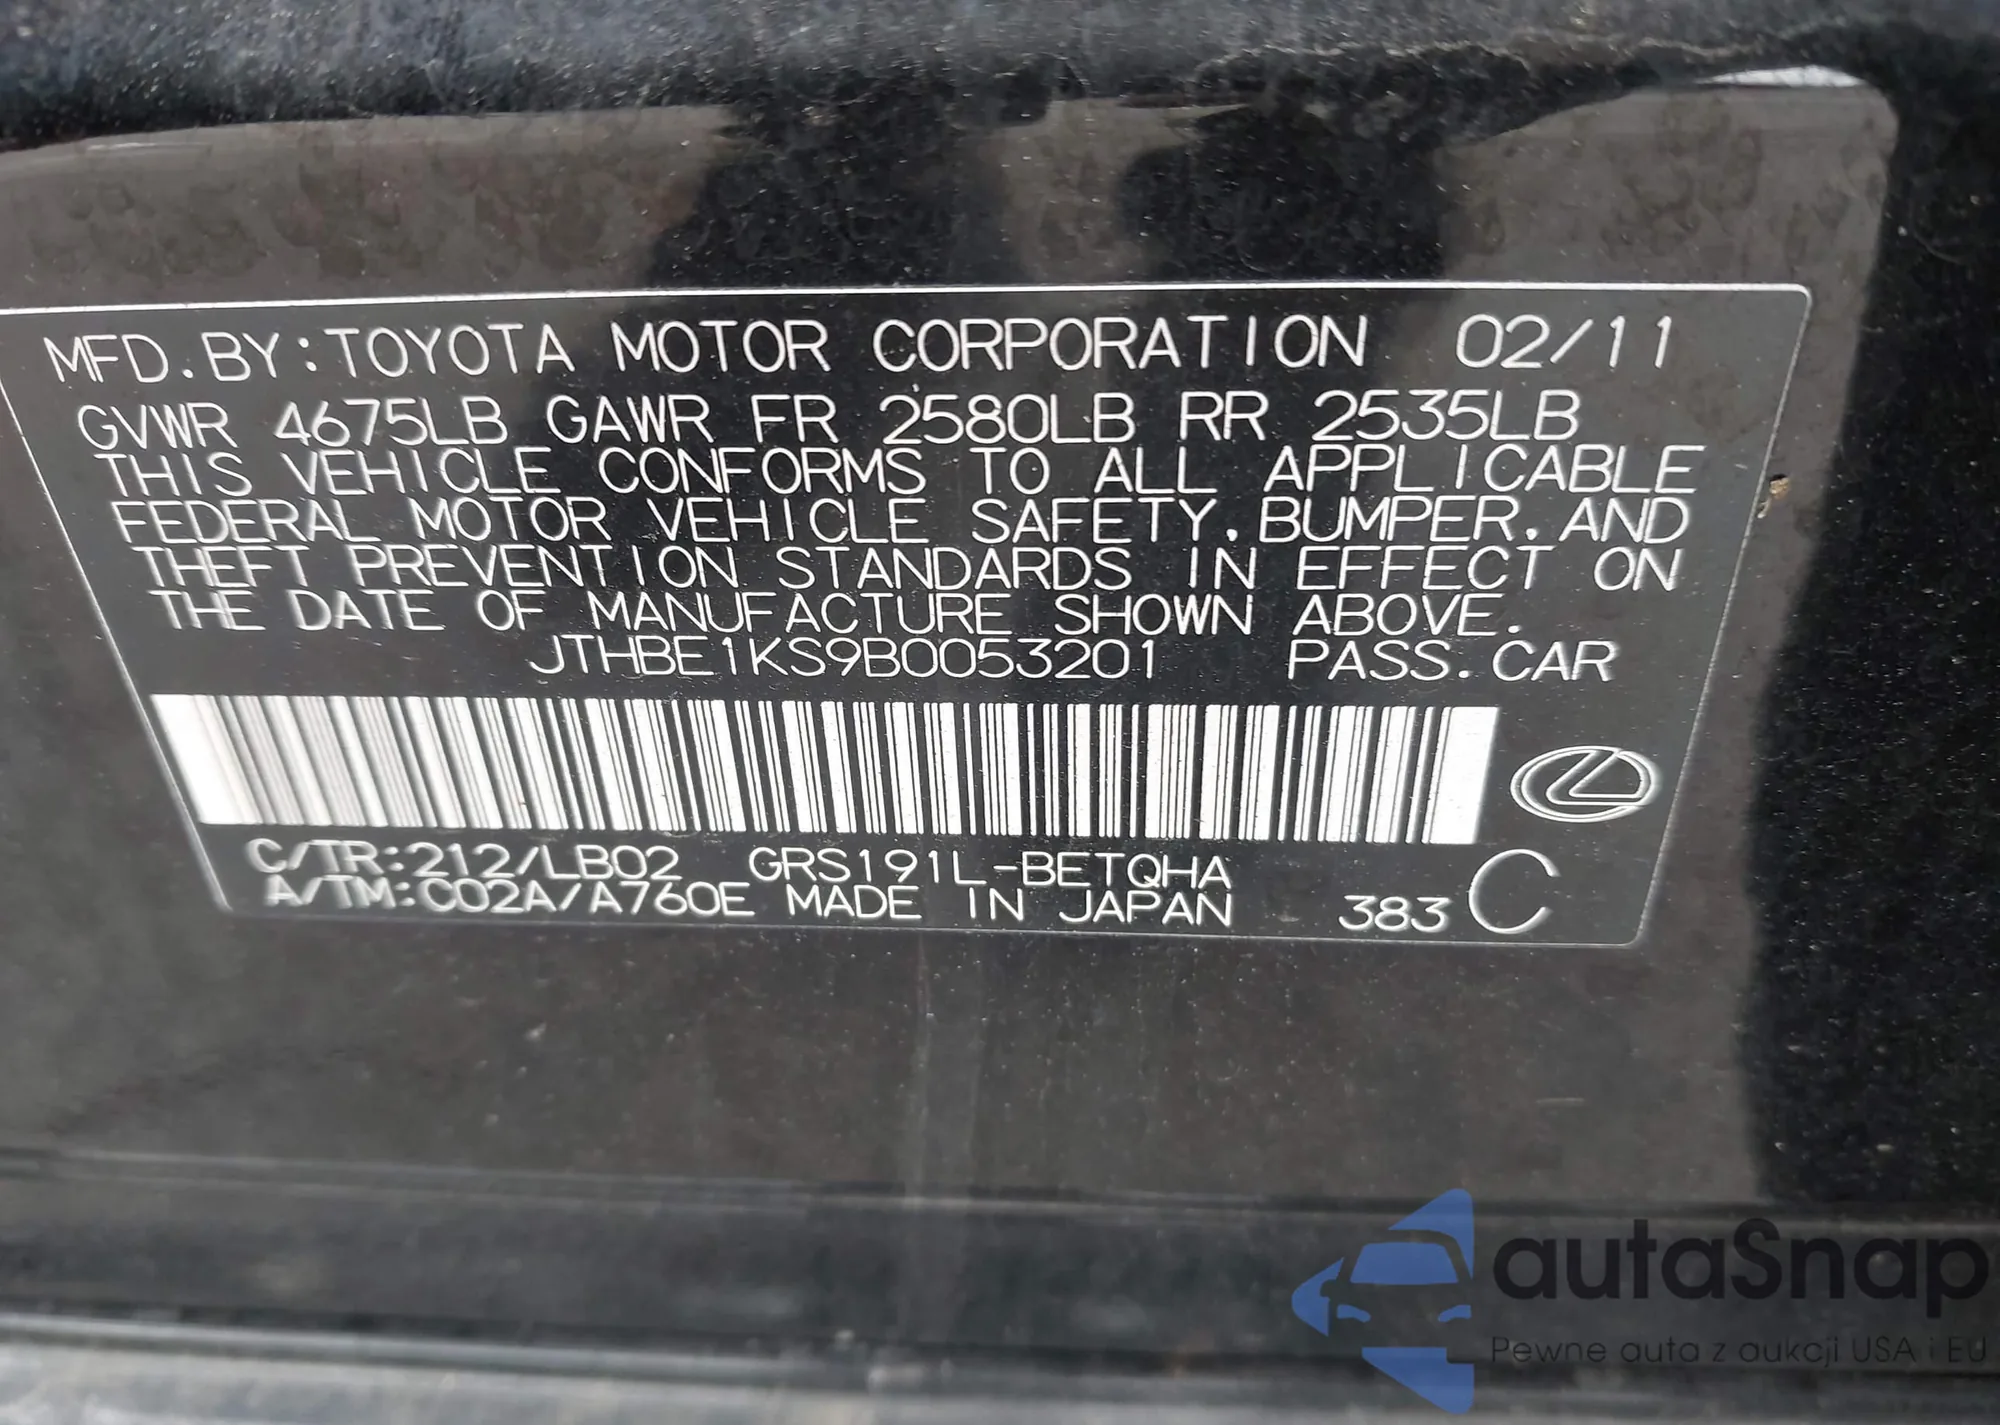 MFD.BY:TOYOTA MOTOR CORPORATION 02/11
GVWR 4675LB GAWR FR 2580LB RR 2535LB
THIS VEHICLE CONFORMS TO ALL APPLICABLE
FEDERAL MOTOR VEHICLE SAFETY, BUMPER, AND
THEFT PREVENTION STANDARDS IN EFFECT ON
THE DATE OF MANUFACTURE SHOWN ABOVE.
JTHBE1KS9B0053201 PASS.CAR
C/TR:212/LB02 GRS191L-BETQHA
A/TM:C02A/A760E MADE IN JAPAN 383 C
autaSnap
Pewne auta z aukcji USA i EU